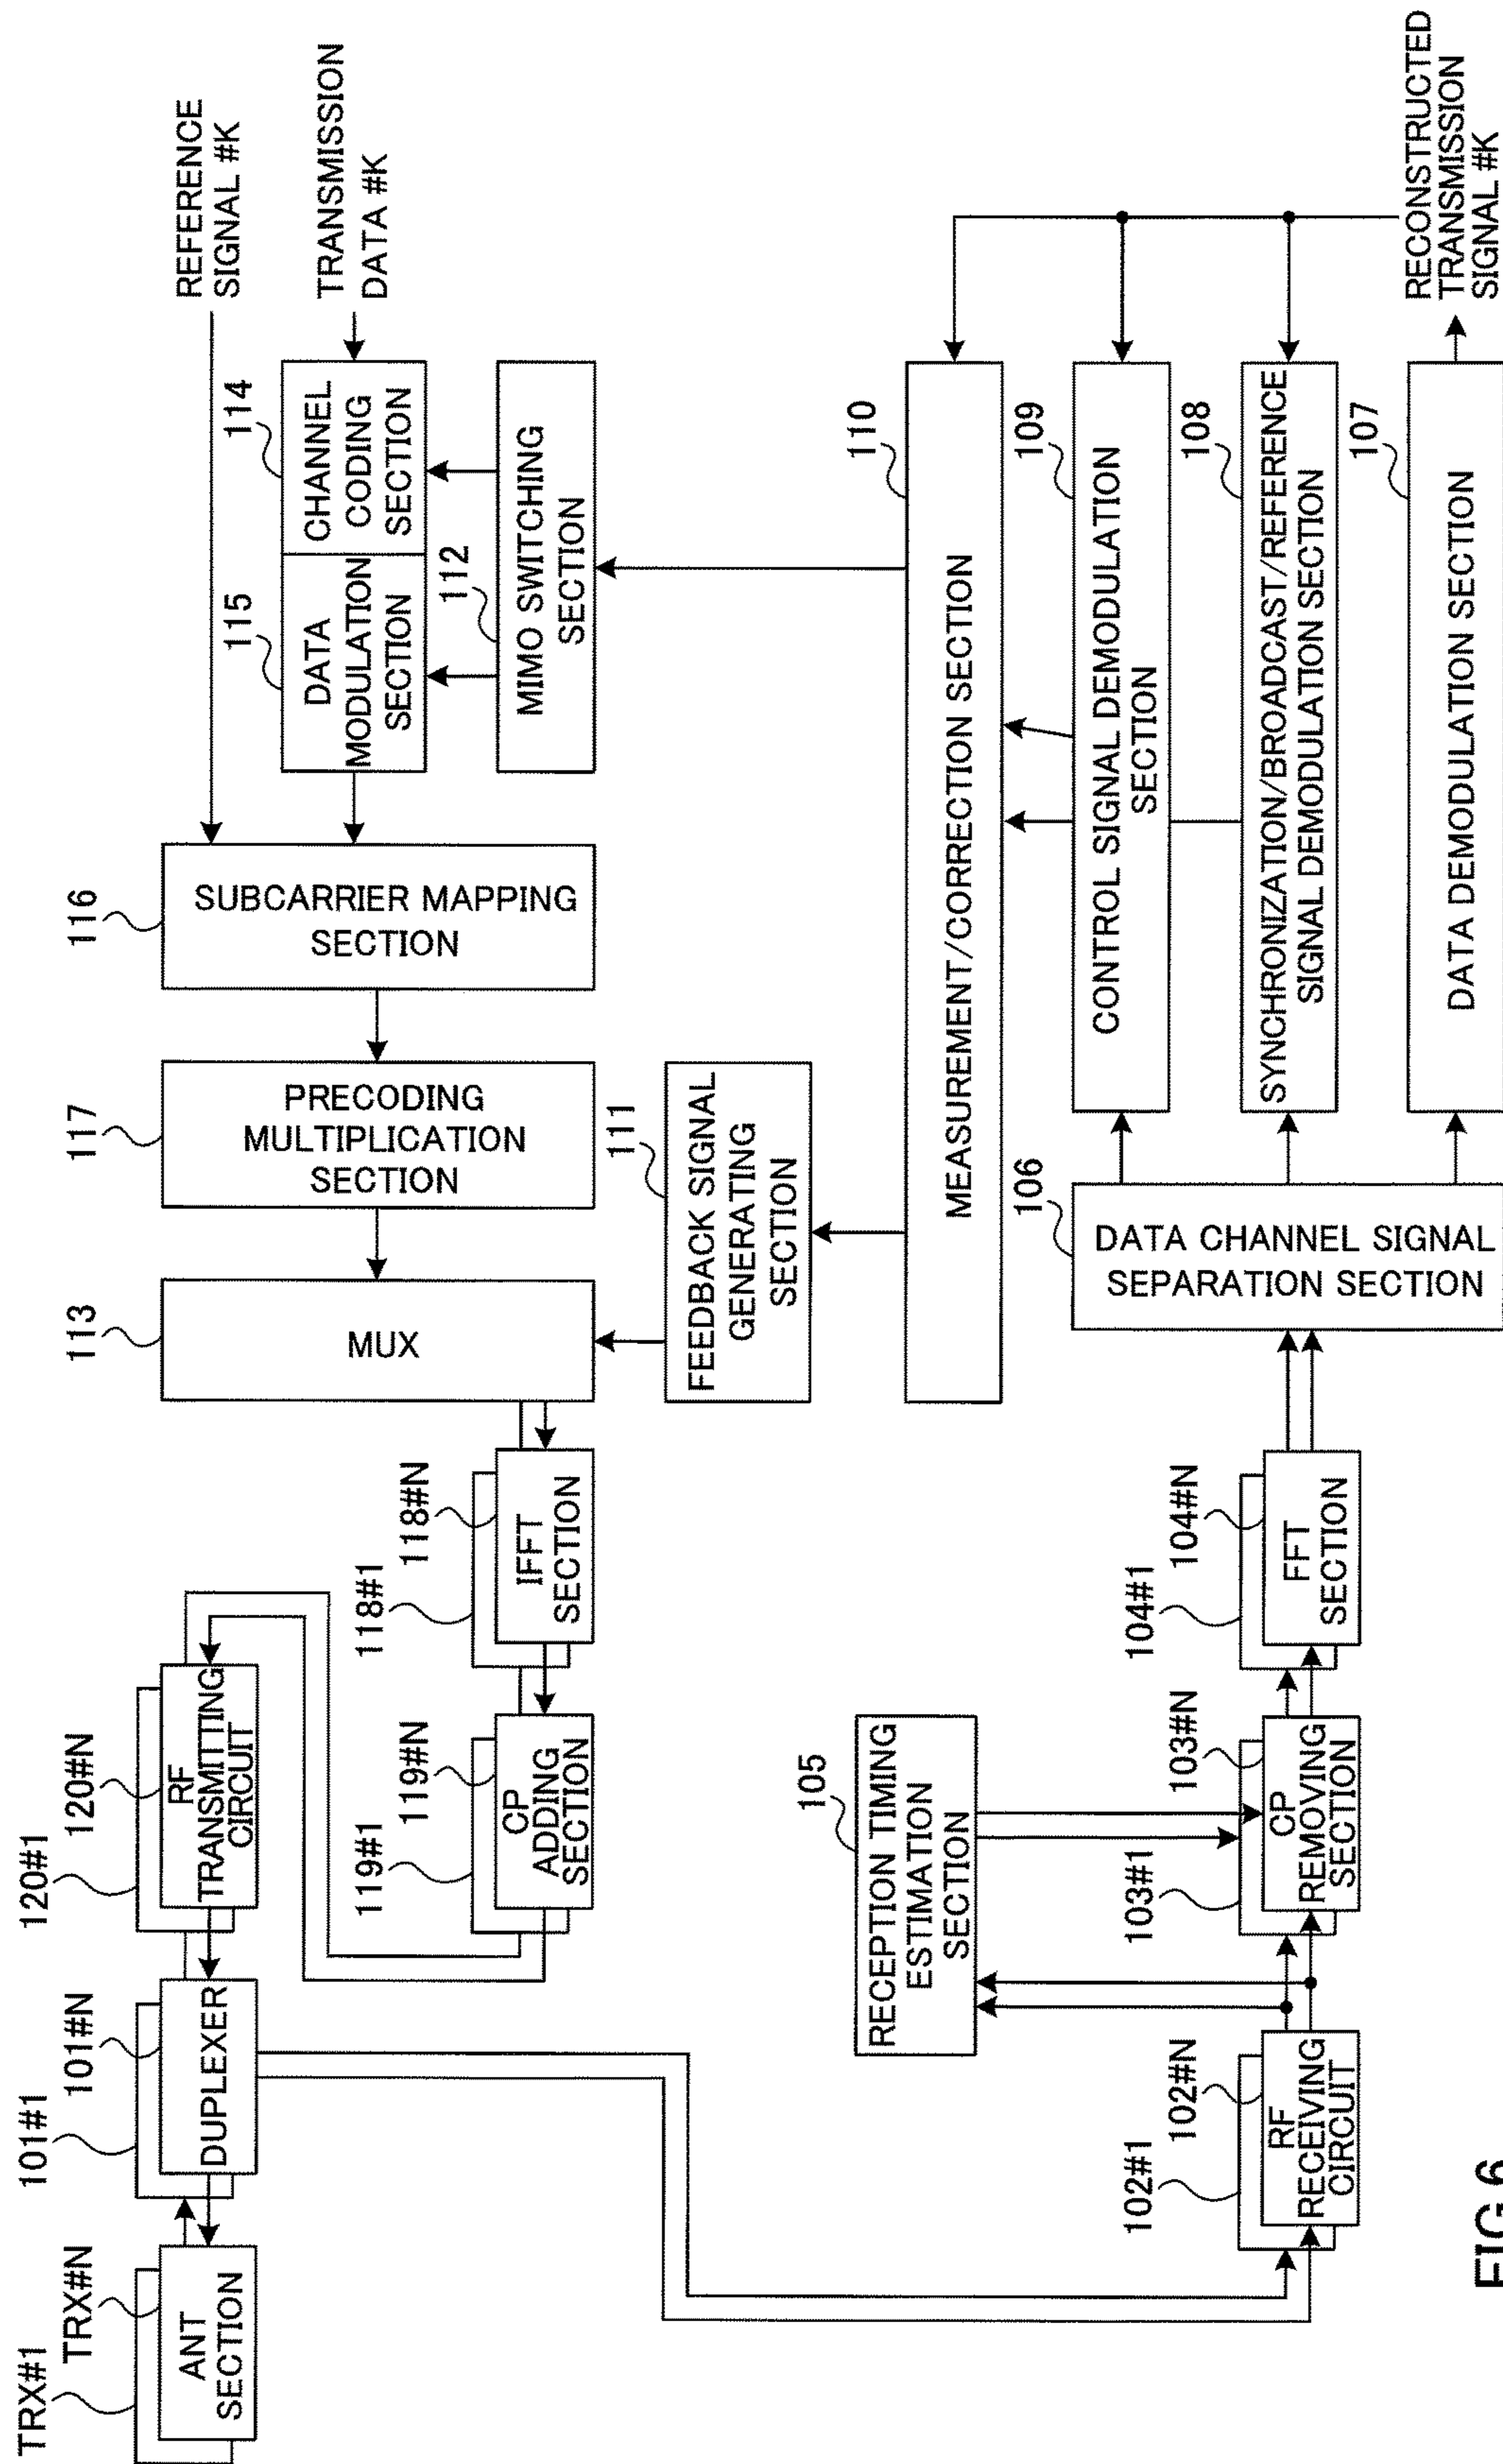 TRX#1
TRX#N
ANT
SECTION
101#1
101#N
DUPLEXER
120#1
120#N
RF
TRANSMITTING
CIRCUIT
119#1
119#N
CP
ADDING
SECTION
118#1
118#N
IFFT
SECTION
113
MUX
117
PRECODING
MULTIPLICATION
SECTION
116
SUBCARRIER MAPPING
SECTION
115
DATA
MODULATION
SECTION
114
CHANNEL
CODING
SECTION
REFERENCE
SIGNAL #K
TRANSMISSION
DATA #K
112
MIMO SWITCHING
SECTION
111
FEEDBACK SIGNAL
GENERATING
SECTION
110
MEASUREMENT/CORRECTION SECTION
109
CONTROL SIGNAL DEMODULATION
SECTION
108
SYNCHRONIZATION/BROADCAST/REFERENCE
SIGNAL DEMODULATION SECTION
107
DATA DEMODULATION SECTION
RECONSTRUCTED
TRANSMISSION
SIGNAL #K
106
DATA CHANNEL SIGNAL
SEPARATION SECTION
105
RECEPTION TIMING
ESTIMATION
SECTION
102#1
102#N
RF
RECEIVING
CIRCUIT
103#1
103#N
CP
REMOVING
SECTION
104#1
104#N
FFT
SECTION
FIG.6